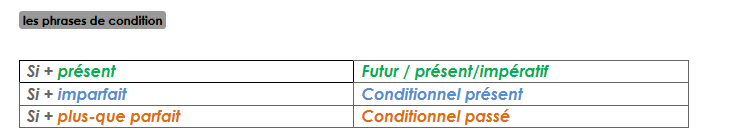 les phrases de condition
Si + présent Futur / présent/impératif
Si + imparfait Conditionnel présent
Si + plus-que parfait Conditionnel passé